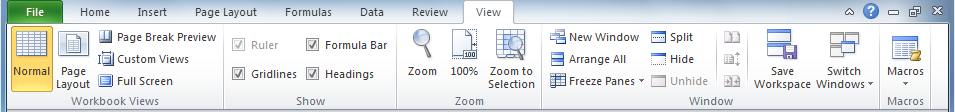 File Home Insert Page Layout Formulas Data Review View
Normal
Page Layout
Page Break Preview
Custom Views
Full Screen
Workbook Views
Ruler
Formula Bar
Gridlines
Headings
Show
Zoom
100
100%
Zoom to Selection
Zoom
New Window
Arrange All
Freeze Panes
Split
Hide
Unhide
Save Workspace
Switch Windows
Window
Macros
Macros